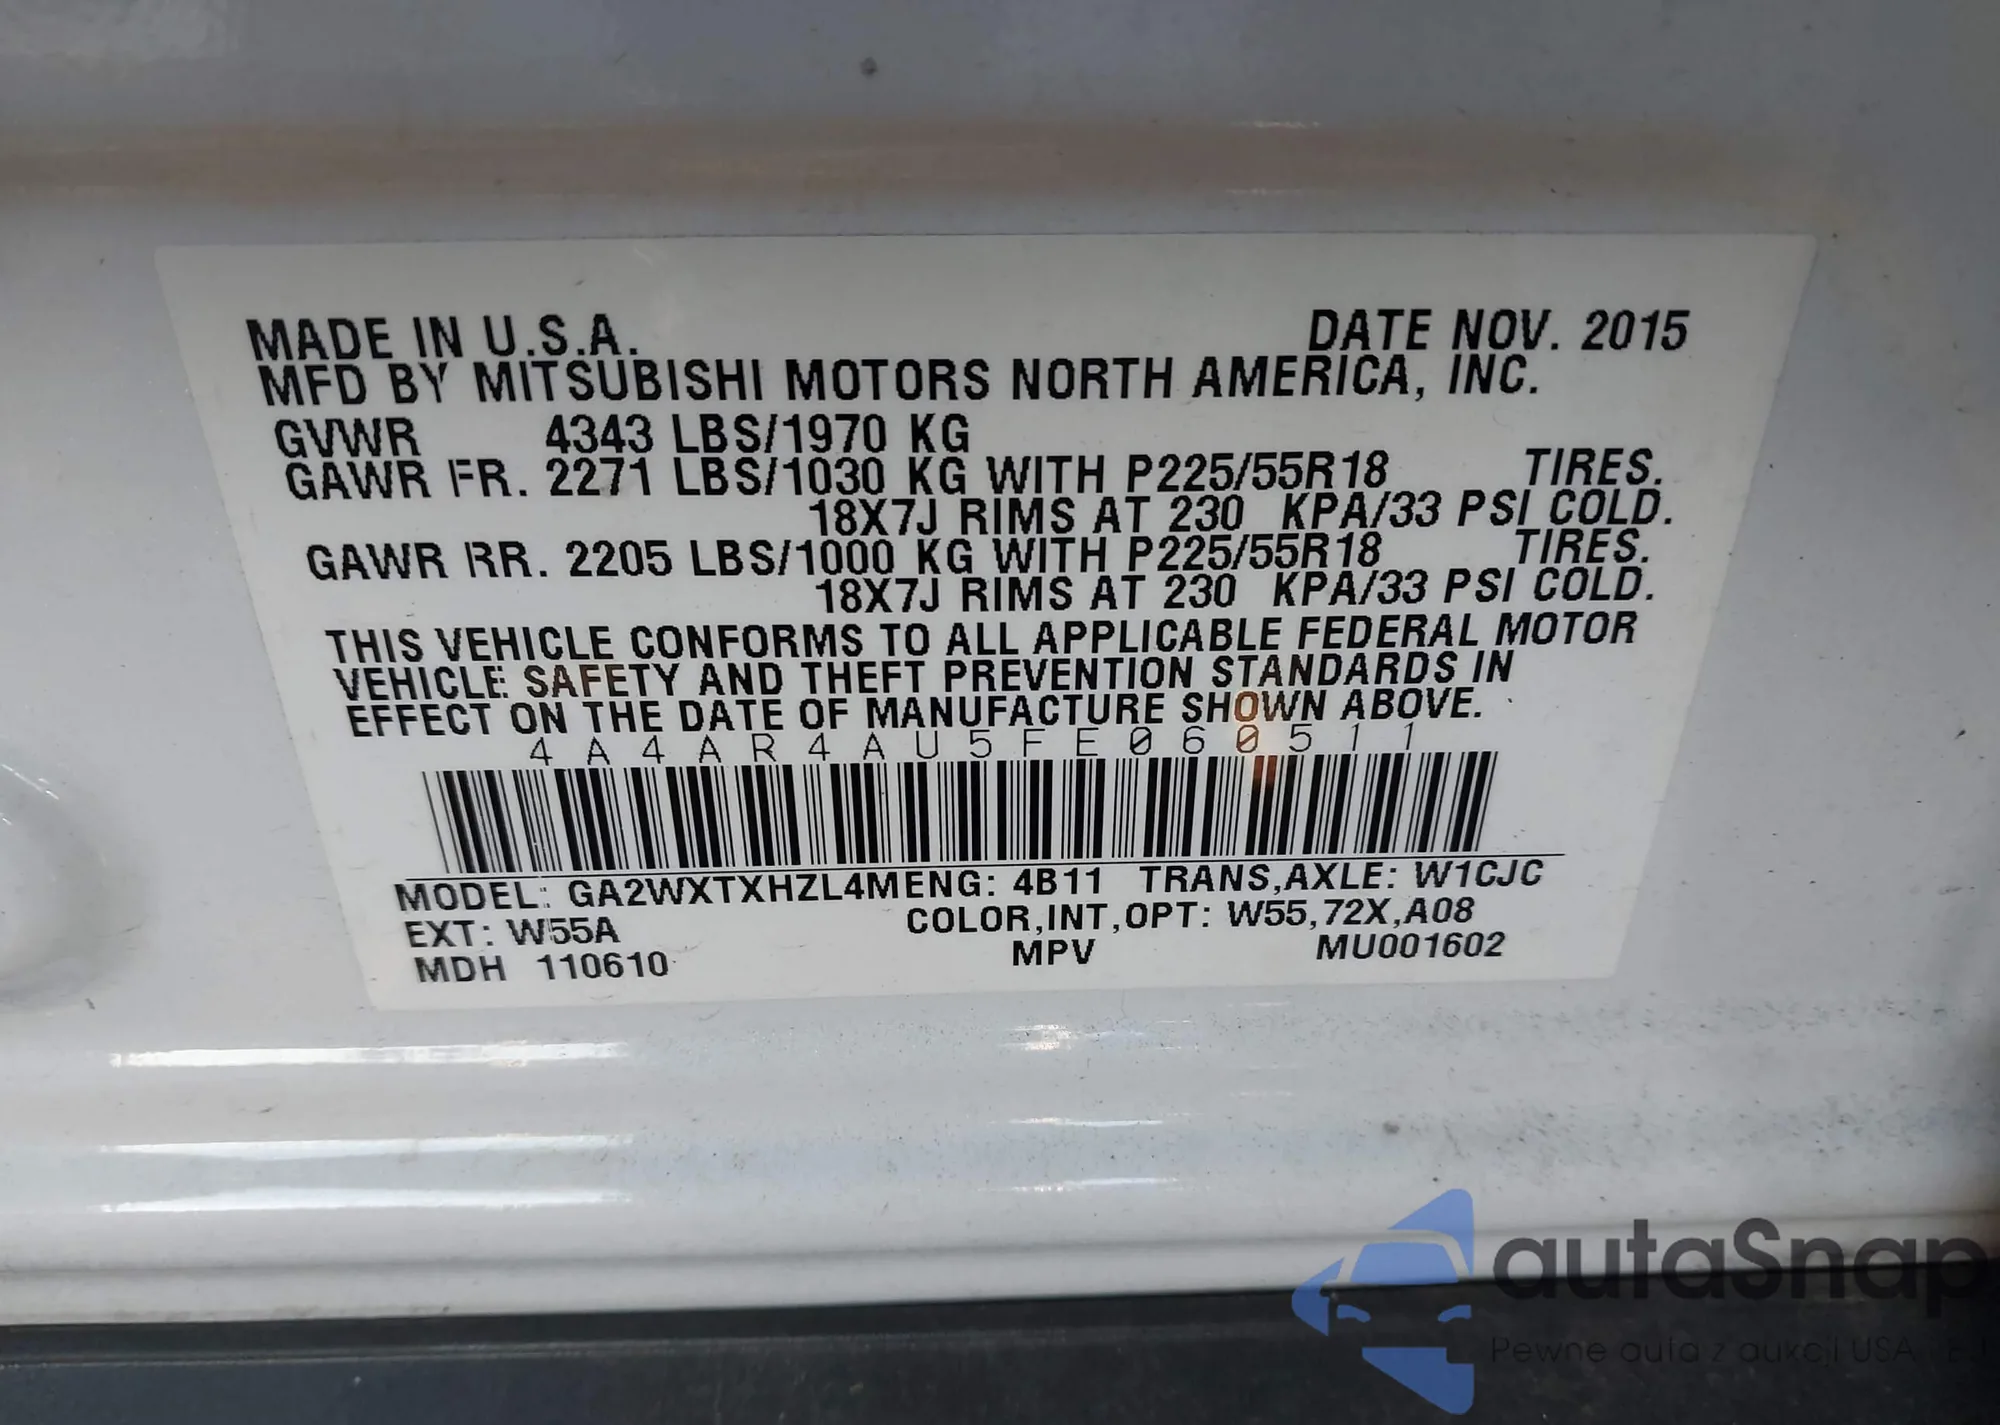 MADE IN U.S.A. DATE NOV. 2015
MFD BY MITSUBISHI MOTORS NORTH AMERICA, INC.
GVWR 4343 LBS/1970 KG
GAWR FR. 2271 LBS/1030 KG WITH P225/55R18 TIRES.
18X7J RIMS AT 230 KPA/33 PSI COLD.
GAWR RR. 2205 LBS/1000 KG WITH P225/55R18 TIRES.
18X7J RIMS AT 230 KPA/33 PSI COLD.
THIS VEHICLE CONFORMS TO ALL APPLICABLE FEDERAL MOTOR
VEHICLE SAFETY AND THEFT PREVENTION STANDARDS IN
EFFECT ON THE DATE OF MANUFACTURE SHOWN ABOVE.
4A4AR4AU5FE060511
MODEL: GA2WXTXHZL4MENG: 4B11 TRANS,AXLE: W1CJC
EXT: W55A COLOR,INT,OPT: W55,72X,A08
MDH 110610 MPV MU001602
autaSnap
Pewne auta z aukcji USA